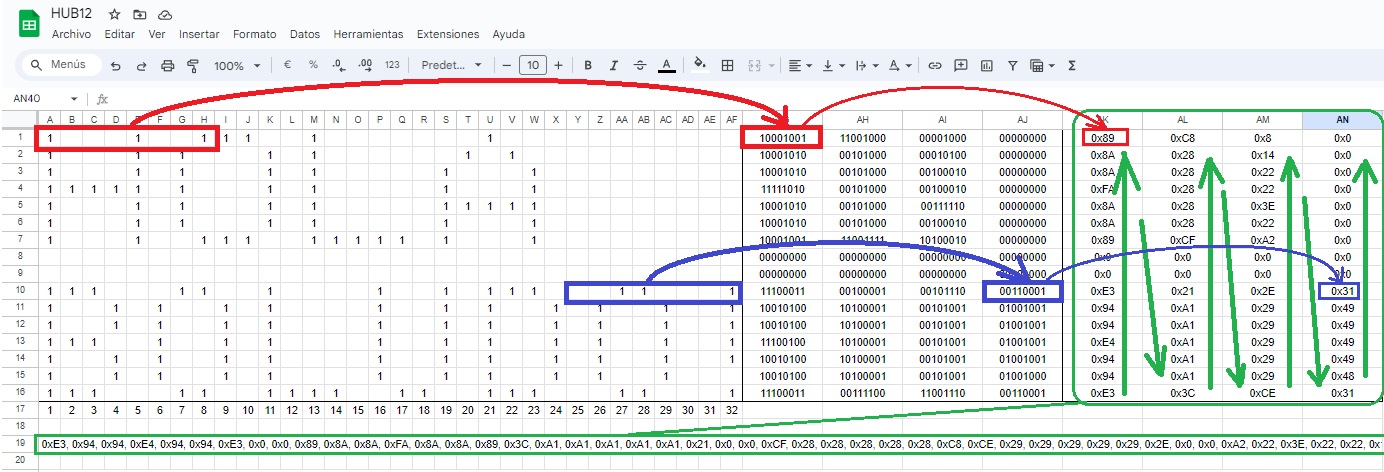 HUB12
Archivo Editar Ver Insertar Formato Datos Herramientas Extensiones Ayuda
Menús 100% € % .0 .00 123 Predet... 10 B I A
AN40 fx
A B C D E F G H I J K L M N O P Q R S T U V W X Y Z AA AB AC AD AE AF AH AI AJ AL AM AN
1 1 1 1 1 1 1 1 10001001 11001000 00001000 00000000 0x89 0xC8 0x8 0x0
2 1 1 1 1 1 1 1 10001010 00101000 00010100 00000000 0x8A 0x28 0x14 0x0
3 1 1 1 1 1 1 1 10001010 00101000 00100010 00000000 0x8A 0x28 0x22 0x0
4 1 1 1 1 1 1 1 1 1 1 11111010 00101000 00100010 00000000 0xFA 0x28 0x22 0x0
5 1 1 1 1 1 1 1 1 1 1 10001010 00101000 00111110 00000000 0x8A 0x28 0x3E 0x0
6 1 1 1 1 1 1 1 10001010 00101000 00100010 00000000 0x8A 0x28 0x22 0x0
7 1 1 1 1 1 1 1 1 1 1 1 1 10001001 11001111 10100010 00000000 0x89 0xCF 0xA2 0x0
8 00000000 00000000 00000000 00000000 0x0 0x0 0x0 0x0
9 00000000 00000000 00000000 00000000 0x0 0x0 0x0 0x0
10 1 1 1 1 1 1 1 1 1 1 1 1 1 1 11100011 00100001 00101110 00110001 0xE3 0x21 0x2E 0x31
11 1 1 1 1 1 1 1 1 1 1 1 1 10010100 10100001 00101001 01001001 0x94 0xA1 0x29 0x49
12 1 1 1 1 1 1 1 1 1 1 1 1 10010100 10100001 00101001 01001001 0x94 0xA1 0x29 0x49
13 1 1 1 1 1 1 1 1 1 1 1 1 1 11100100 10100001 00101001 01001001 0xE4 0xA1 0x29 0x49
14 1 1 1 1 1 1 1 1 1 1 1 1 10010100 10100001 00101001 01001001 0x94 0xA1 0x29 0x49
15 1 1 1 1 1 1 1 1 1 1 1 1 10010100 10100001 00101001 01001001 0x94 0xA1 0x29 0x48
16 1 1 1 1 1 1 1 1 1 1 1 1 1 1 1 1 1 11100011 00111100 11001110 00110001 0xE3 0x3C 0xCE 0x31
17 1 2 3 4 5 6 7 8 9 10 11 12 13 14 15 16 17 18 19 20 21 22 23 24 25 26 27 28 29 30 31 32
18
19 0xE3, 0x94, 0x94, 0xE4, 0x94, 0x94, 0xE3, 0x0, 0x0, 0x89, 0x8A, 0x8A, 0xFA, 0x8A, 0x8A, 0x89, 0x3C, 0xA1, 0xA1, 0xA1, 0xA1, 0xA1, 0x21, 0x0, 0x0, 0xCF, 0x28, 0x28, 0x28, 0x28, 0x28, 0xC8, 0xCE, 0x29, 0x29, 0x29, 0x29, 0x29, 0x2E, 0x0, 0x0, 0xA2, 0x22, 0x3E, 0x22, 0x22,
20